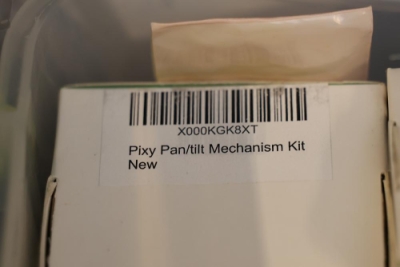 X000KGK8XT
Pixy Pan/tilt Mechanism Kit
New